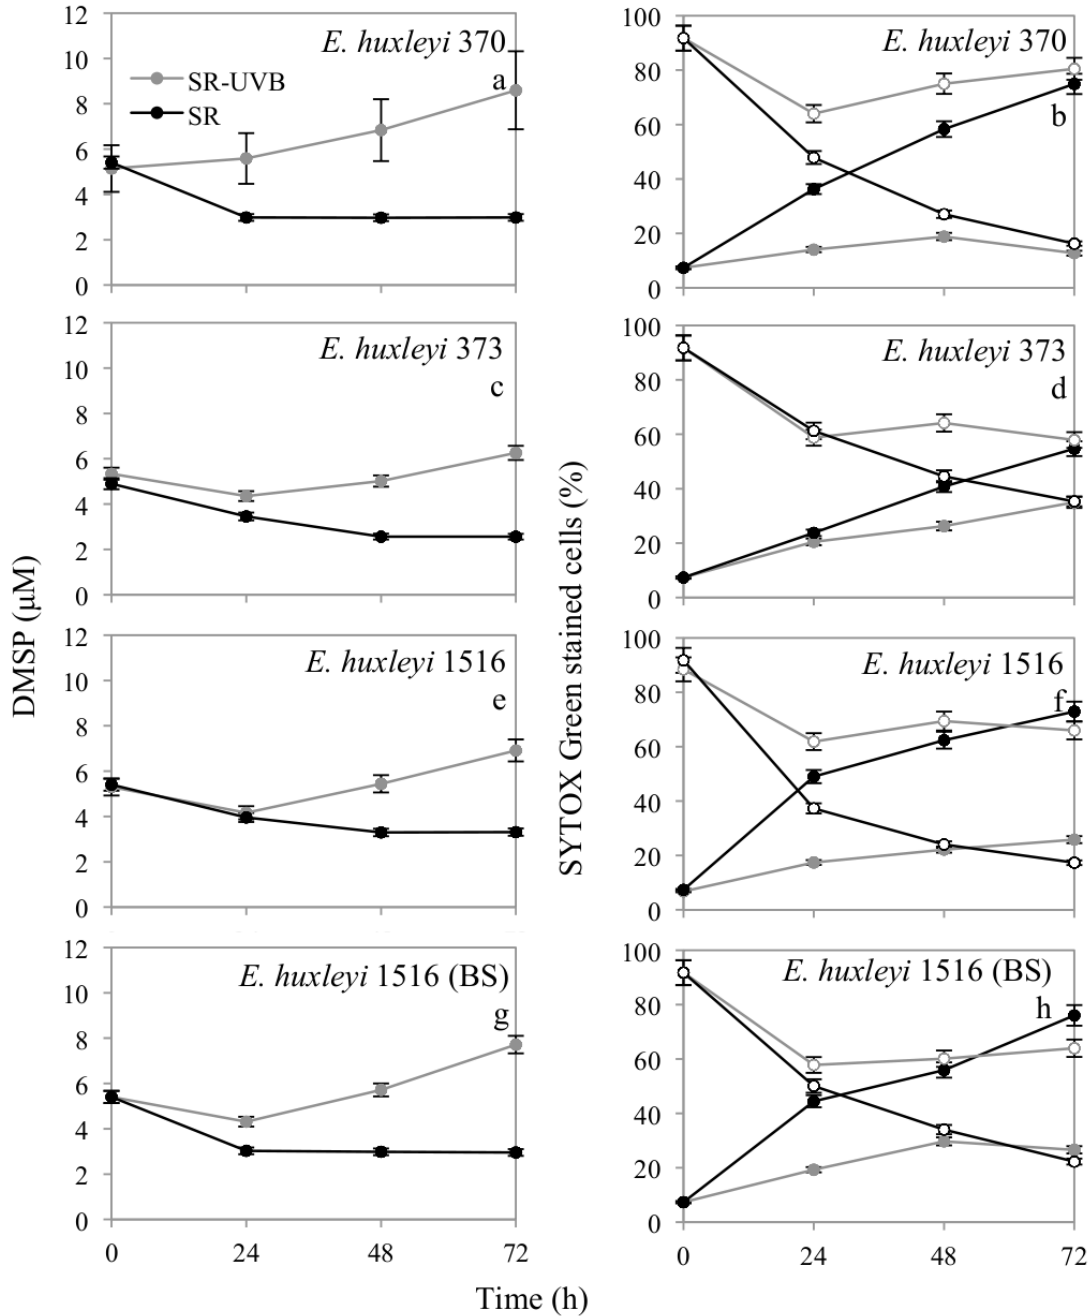 12
10
8
6
4
2
0
E. huxleyi 370
a
SR-UVB
SR
100
80
60
40
20
0
E. huxleyi 370
b
12
10
8
6
4
2
0
E. huxleyi 373
c
100
80
60
40
20
0
E. huxleyi 373
d
12
10
8
6
4
2
0
E. huxleyi 1516
e
100
80
60
40
20
0
E. huxleyi 1516
f
12
10
8
6
4
2
0
E. huxleyi 1516 (BS)
g
0 24 48 72
100
80
60
40
20
0
E. huxleyi 1516 (BS)
h
0 24 48 72
DMSP (µM)
SYTOX Green stained cells (%)
Time (h)